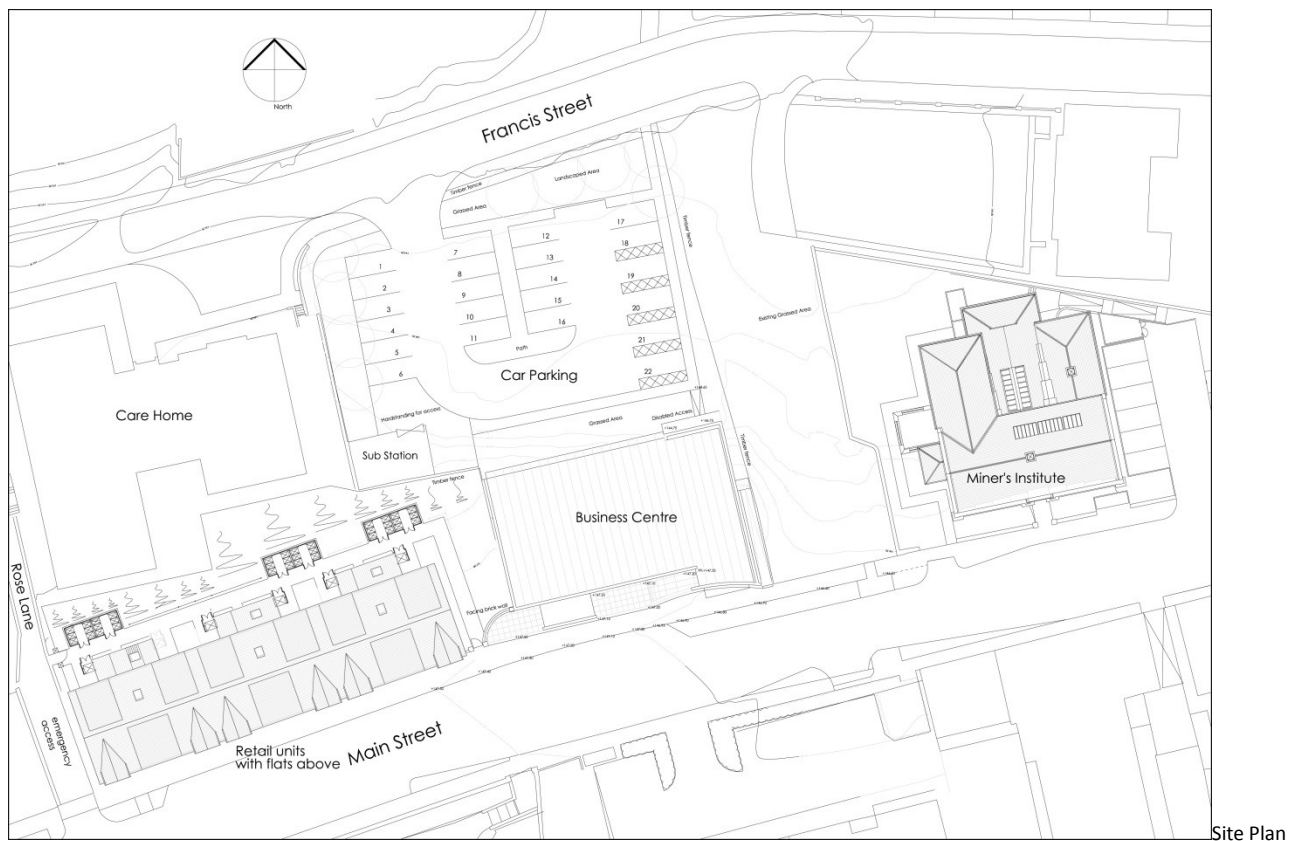 North
Francis Street
Timber fence
Landscaped Area
Grassed Area
Timber fence
1
2
3
4
5
6
7
8
9
10
11
12
13
14
15
16
17
18
19
20
21
22
Path
Car Parking
Existing Grassed Area
Care Home
Hardstanding for access
Grassed Area
Disabled Access
Sub Station
Timber fence
Timber fence
Business Centre
Miner's Institute
Rose Lane
Facing brick wall
emergency
access
Retail units
with flats above
Main Street
Site Plan